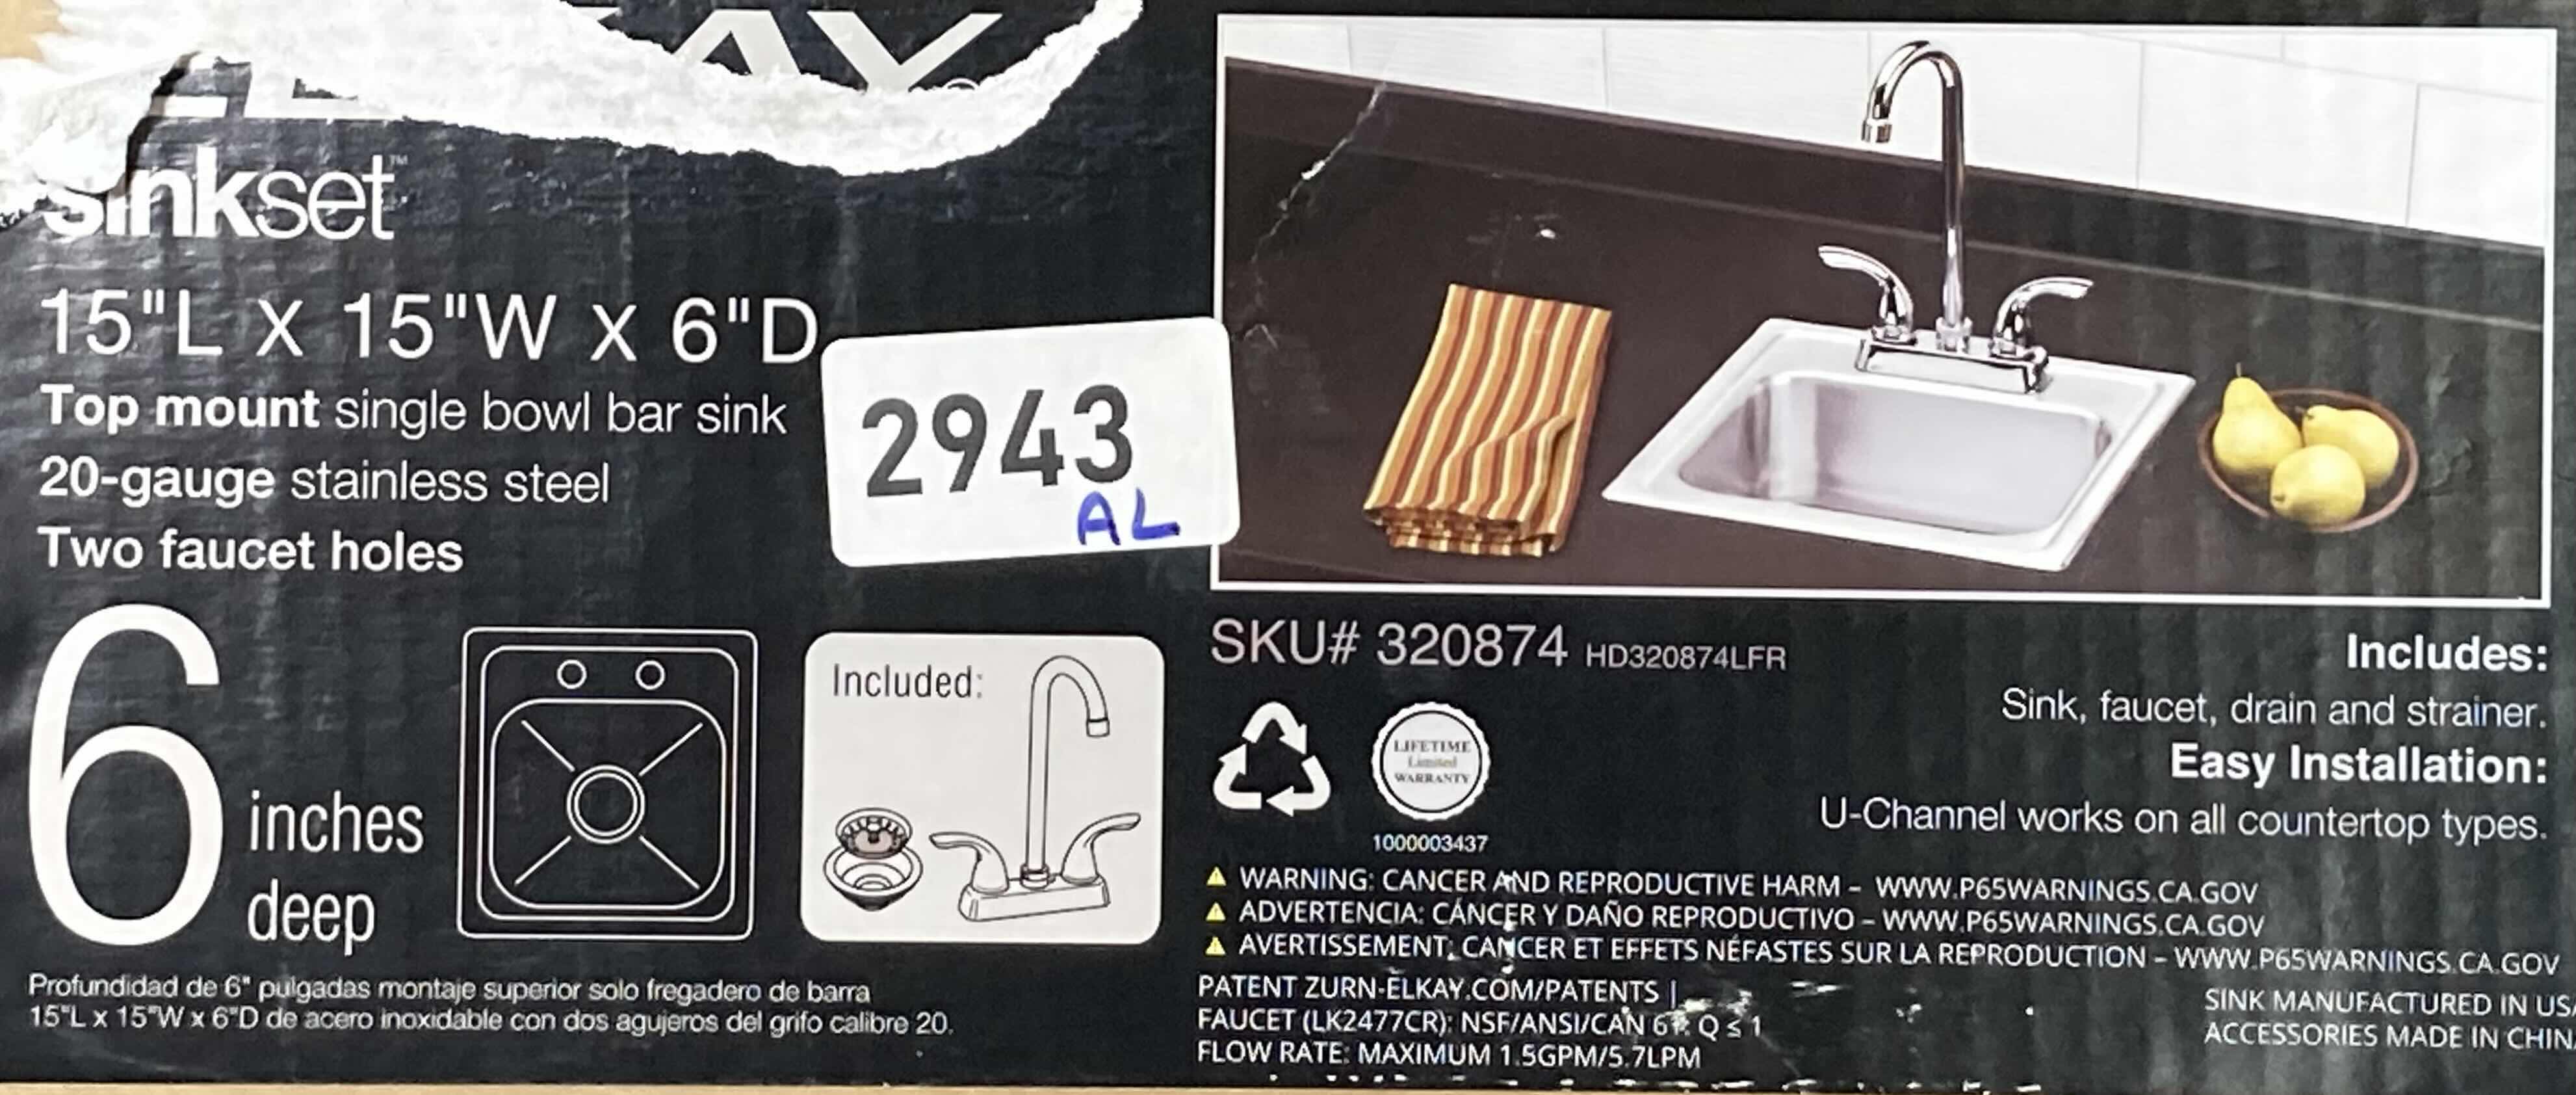 AY
sinkset™
15"L x 15"W x 6"D
Top mount single bowl bar sink
20-gauge stainless steel
Two faucet holes
2943
AL
6
inches
deep
Included:
Profundidad de 6" pulgadas montaje superior solo fregadero de barra
15"L x 15"W x 6"D de acero inoxidable con dos agujeros del grifo calibre 20.
SKU# 320874 HD320874LFR
LIFETIME
Limited
WARRANTY
1000003437
Includes:
Sink, faucet, drain and strainer.
Easy Installation:
U-Channel works on all countertop types.
WARNING: CANCER AND REPRODUCTIVE HARM – WWW.P65WARNINGS.CA.GOV
ADVERTENCIA: CÁNCER Y DAÑO REPRODUCTIVO – WWW.P65WARNINGS.CA.GOV
AVERTISSEMENT: CANCER ET EFFETS NÉFASTES SUR LA REPRODUCTION – WWW.P65WARNINGS.CA.GOV
PATENT ZURN-ELKAY.COM/PATENTS |
FAUCET (LK2477CR): NSF/ANSI/CAN 61: Q ≤ 1
FLOW RATE: MAXIMUM 1.5GPM/5.7LPM
SINK MANUFACTURED IN USA
ACCESSORIES MADE IN CHIN